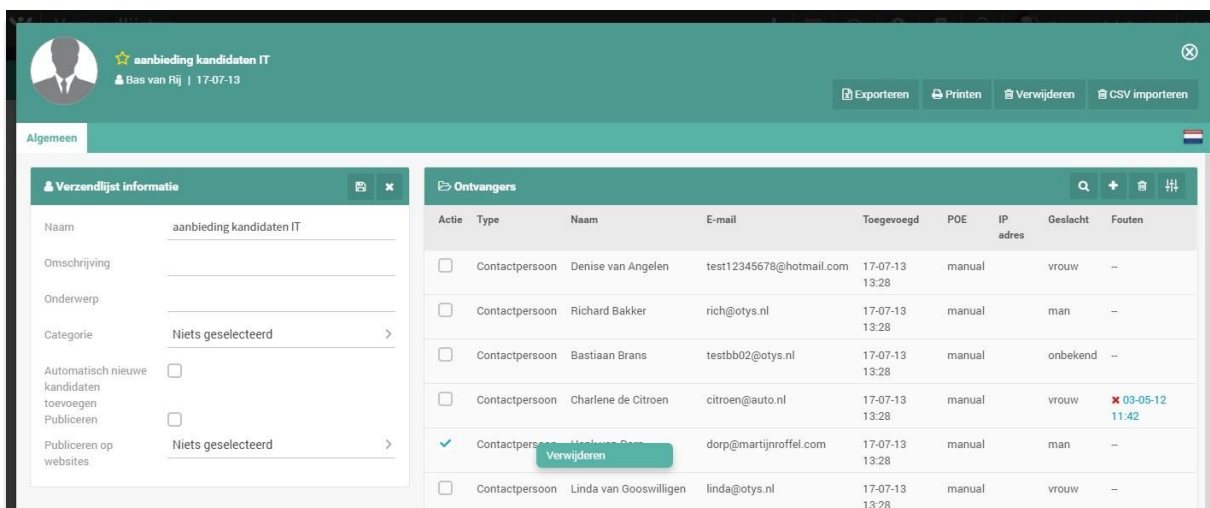 aanbieding kandidaten IT
Bas van Rij | 17-07-13
Exporteren Printen Verwijderen CSV importeren
Algemeen
Verzendlijst informatie
Naam aanbieding kandidaten IT
Omschrijving
Onderwerp
Categorie Niets geselecteerd
Automatisch nieuwe
kandidaten
toevoegen
Publiceren
Publiceren op
websites
Niets geselecteerd
Ontvangers
Actie Type Naam E-mail Toegevoegd POE IP
adres Geslacht Fouten
Contactpersoon Denise van Angelen test12345678@hotmail.com 17-07-13
13:28 manual vrouw --
Contactpersoon Richard Bakker rich@otys.nl 17-07-13
13:28 manual man --
Contactpersoon Bastiaan Brans testbb02@otys.nl 17-07-13
13:28 manual onbekend --
Contactpersoon Charlene de Citroen citroen@auto.nl 17-07-13
13:28 manual vrouw 03-05-12
11:42
dorp@martijnroffel.com 17-07-13
13:28 manual man --
Verwijderen
Contactpersoon Linda van Gooswilligen linda@otys.nl 17-07-13
13:28 manual vrouw --